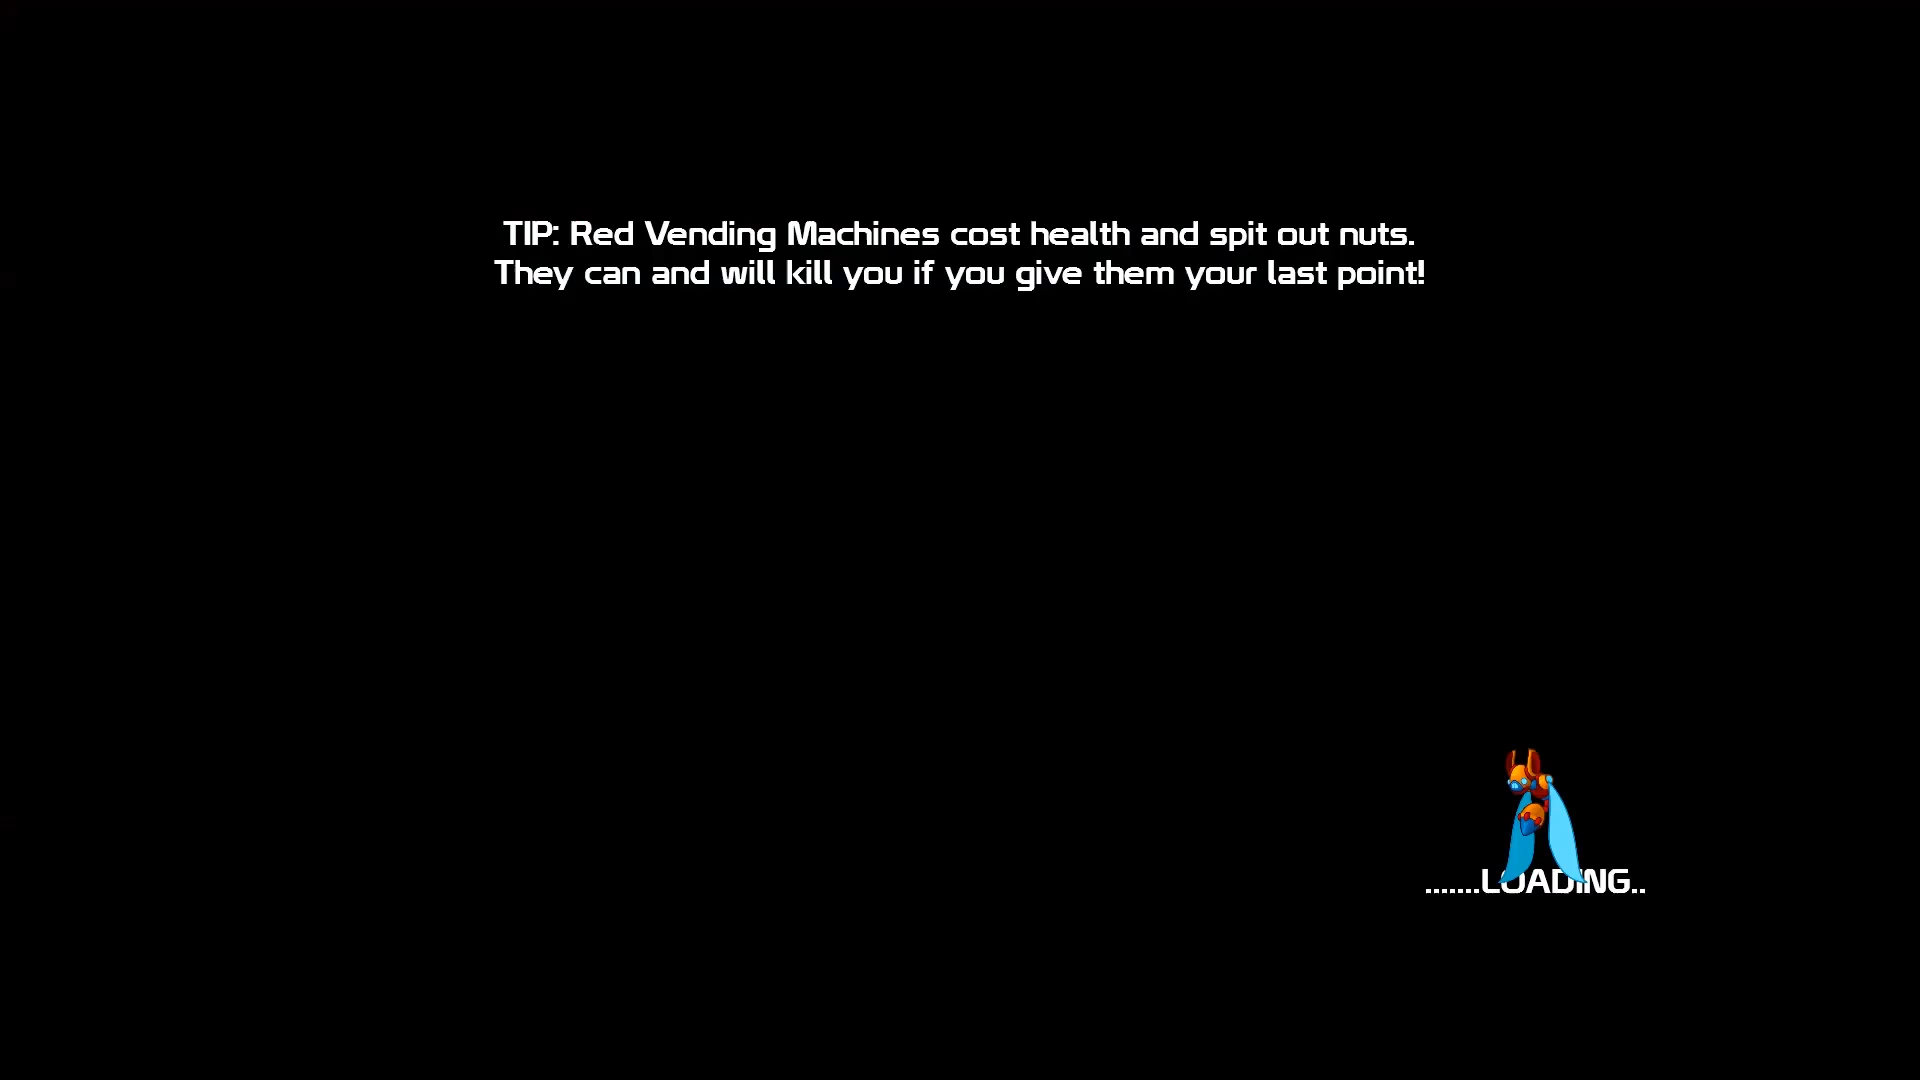 TIP: Red Vending Machines cost health and spit out nuts.
They can and will kill you if you give them your last point!
.......LOADING..